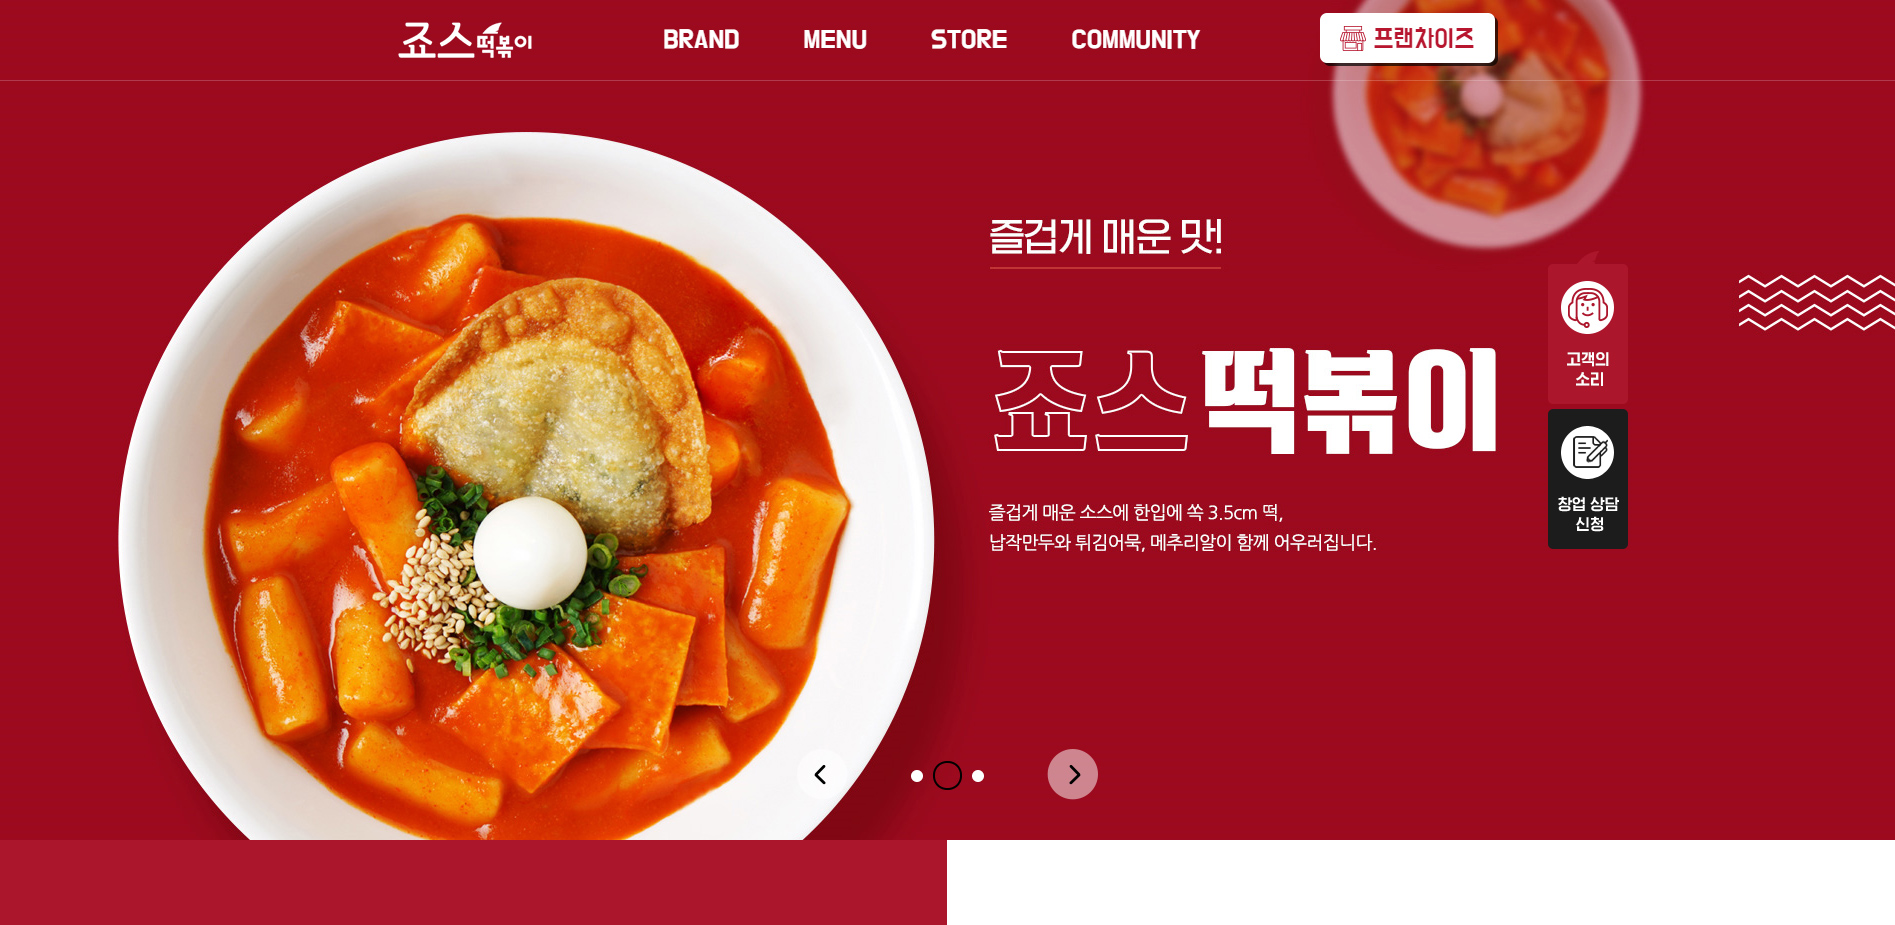 죠스떡볶이
BRAND
MENU
STORE
COMMUNITY
프랜차이즈
즐겁게 매운 맛!
죠스떡볶이
즐겁게 매운 소스에 한입에 쏙 3.5cm 떡,
납작만두와 튀김어묵, 메추리알이 함께 어우러집니다.
고객의
소리
창업 상담
신청